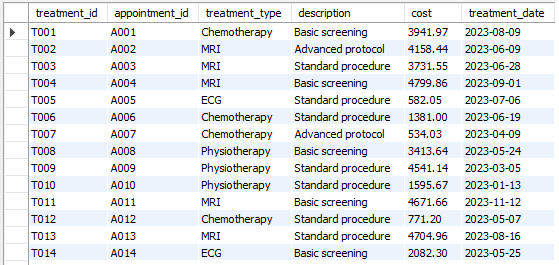 treatment_id appointment_id treatment_type description cost treatment_date
T001 A001 Chemotherapy Basic screening 3941.97 2023-08-09
T002 A002 MRI Advanced protocol 4158.44 2023-06-09
T003 A003 MRI Standard procedure 3731.55 2023-06-28
T004 A004 MRI Basic screening 4799.86 2023-09-01
T005 A005 ECG Standard procedure 582.05 2023-07-06
T006 A006 Chemotherapy Standard procedure 1381.00 2023-06-19
T007 A007 Chemotherapy Advanced protocol 534.03 2023-04-09
T008 A008 Physiotherapy Basic screening 3413.64 2023-05-24
T009 A009 Physiotherapy Standard procedure 4541.14 2023-03-05
T010 A010 Physiotherapy Standard procedure 1595.67 2023-01-13
T011 A011 MRI Basic screening 4671.66 2023-11-12
T012 A012 Chemotherapy Standard procedure 771.20 2023-05-07
T013 A013 MRI Standard procedure 4704.96 2023-08-16
T014 A014 ECG Basic screening 2082.30 2023-05-25